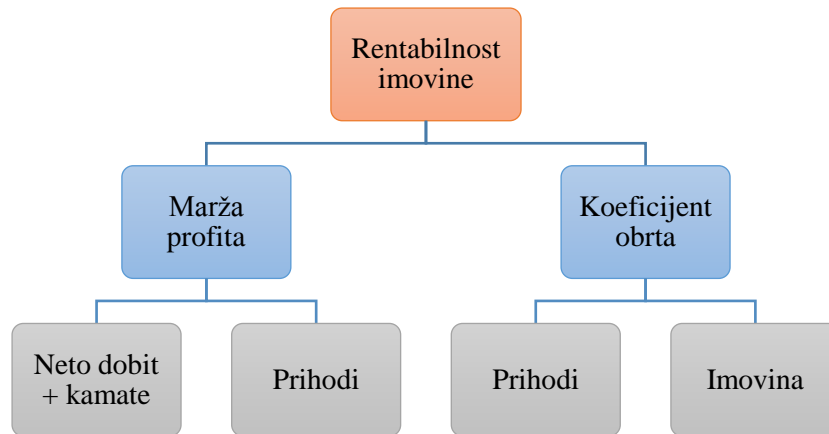 Rentabilnost
imovine
Marža
profita
Koeficijent
obrta
Neto dobit
+ kamate
Prihodi
Prihodi
Imovina